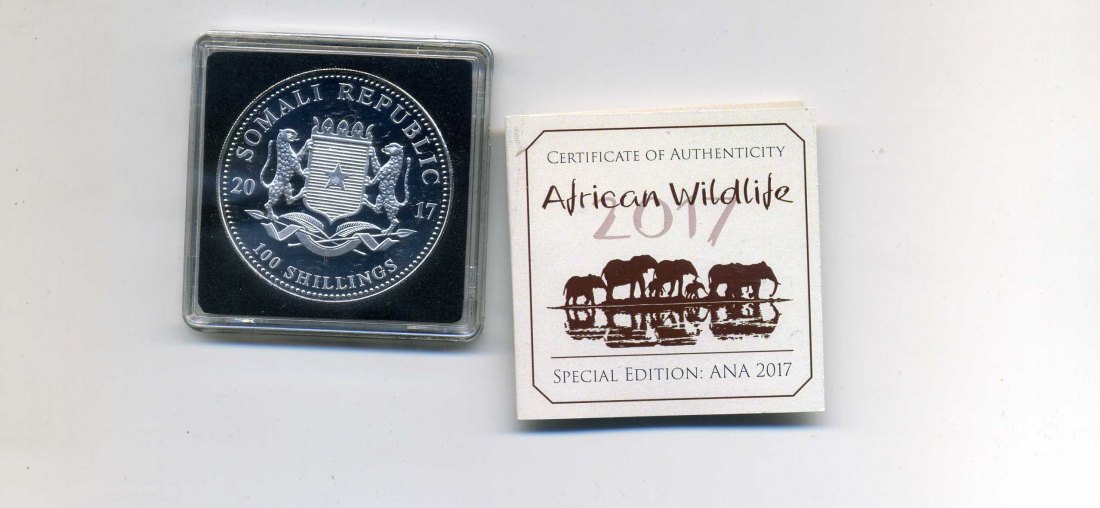 SOMALI REPUBLIC
20 17
100 SHILLINGS
CERTIFICATE OF AUTHENTICITY
African Wildlife
2017
SPECIAL EDITION: ANA 2017